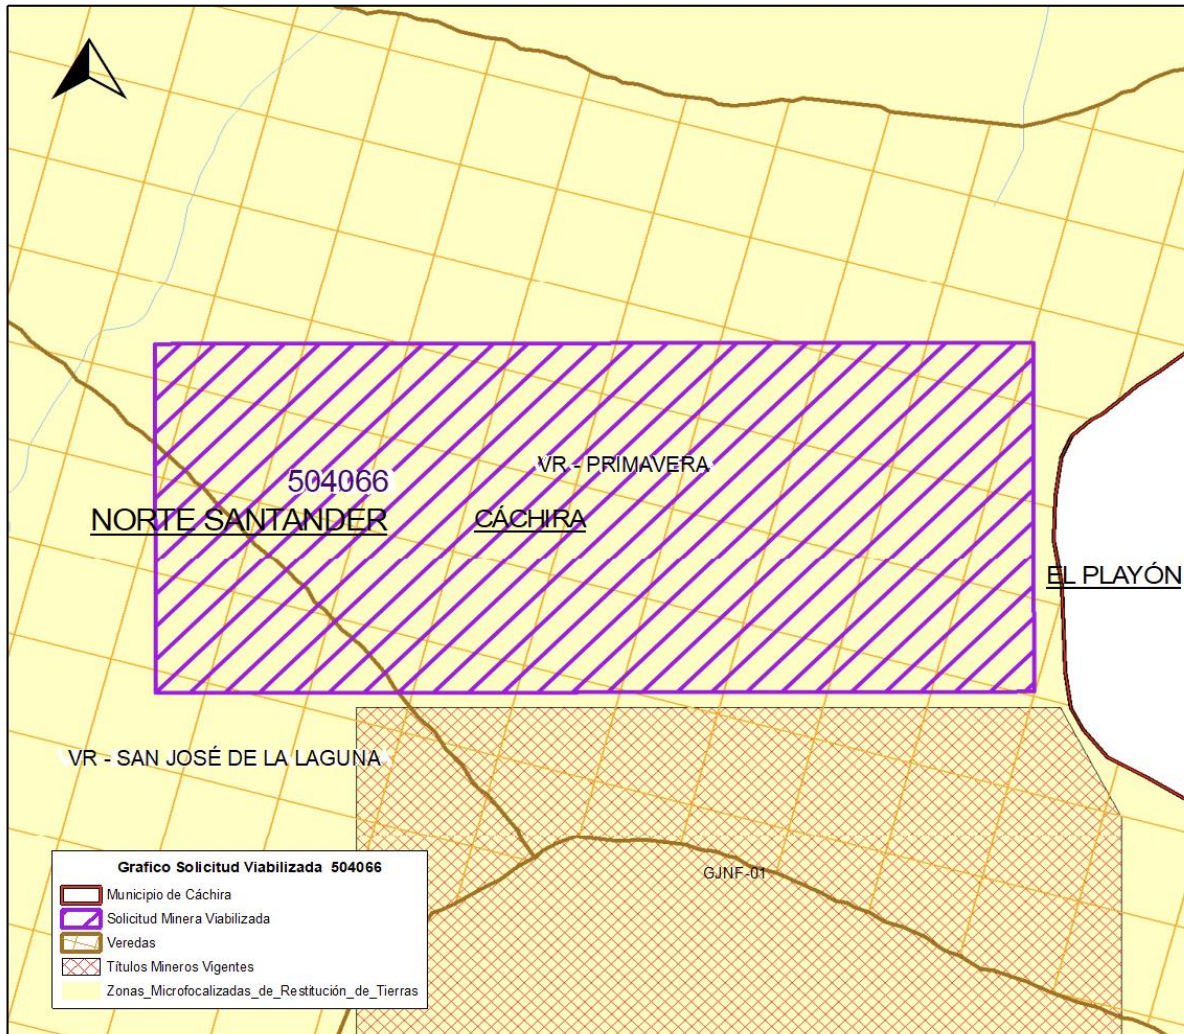 VR - PRIMAVERA
504066
NORTE SANTANDER
CÁCHIRA
EL PLAYÓN
VR - SAN JOSÉ DE LA LAGUNA
GJNF-01
Grafico Solicitud Viabilizada 504066
Municipio de Cáchira
Solicitud Minera Viabilizada
Veredas
Títulos Mineros Vigentes
Zonas_Microfocalizadas_de_Restitución_de_Tierras